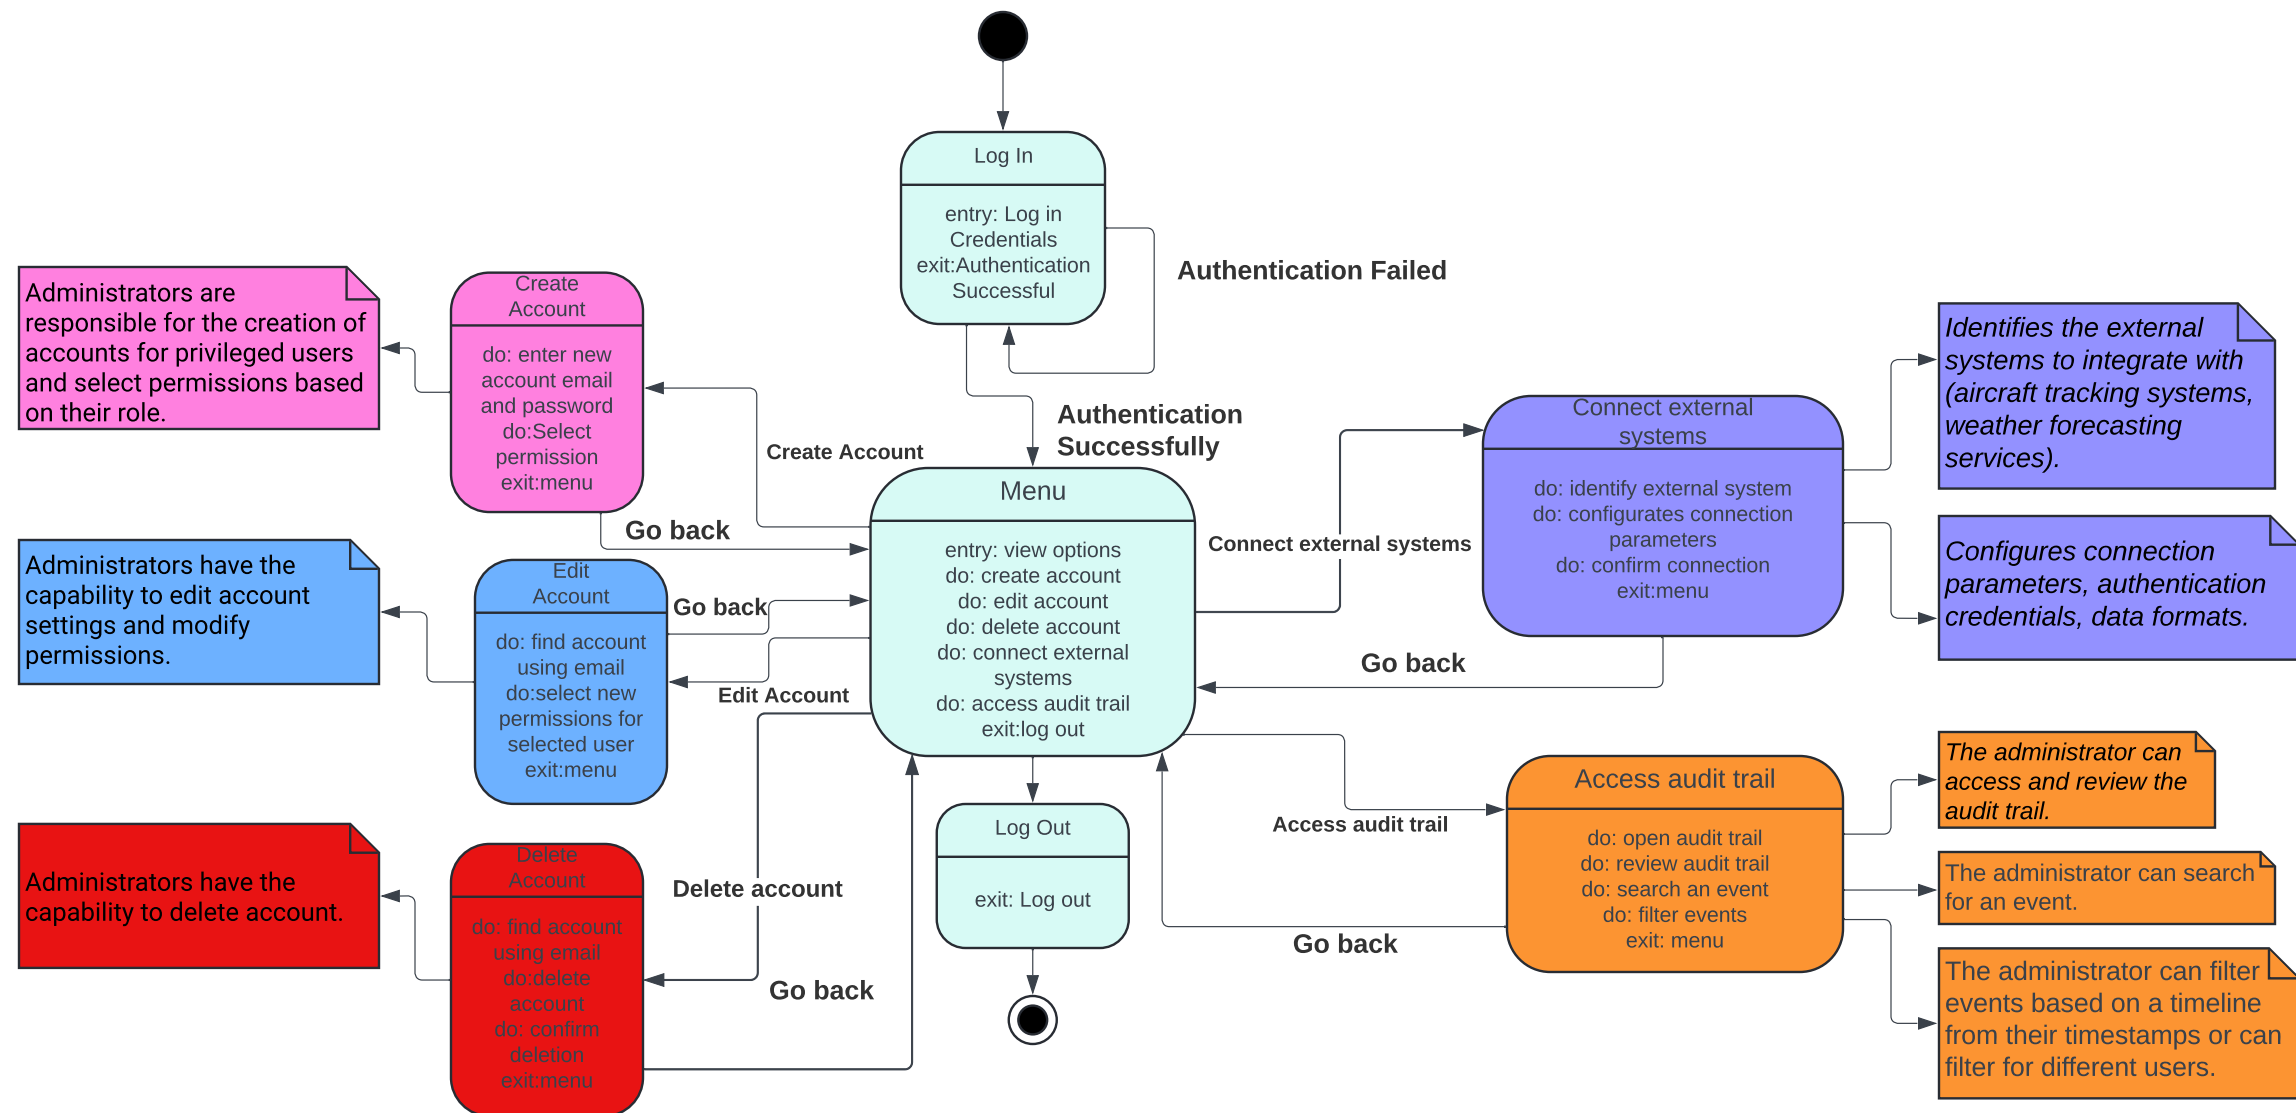 Log In
entry: Log in
Credentials
exit:Authentication
Successful
Authentication Failed
Authentication
Successfully
Administrators are
responsible for the creation of
accounts for privileged users
and select permissions based
on their role.
Create
Account
do: enter new
account email
and password
do:Select
permission
exit:menu
Create Account
Go back
Menu
entry: view options
do: create account
do: edit account
do: delete account
do: connect external
systems
do: access audit trail
exit:log out
Connect external systems
Connect external
systems
do: identify external system
do: configurates connection
parameters
do: confirm connection
exit:menu
Go back
Identifies the external
systems to integrate with
(aircraft tracking systems,
weather forecasting
services).
Configures connection
parameters, authentication
credentials, data formats.
Administrators have the
capability to edit account
settings and modify
permissions.
Edit
Account
do: find account
using email
do:select new
permissions for
selected user
exit:menu
Go back
Edit Account
Administrators have the
capability to delete account.
Delete
Account
do: find account
using email
do:delete
account
do: confirm
deletion
exit:menu
Delete account
Go back
Log Out
exit: Log out
Access audit trail
Go back
Access audit trail
do: open audit trail
do: review audit trail
do: search an event
do: filter events
exit: menu
The administrator can
access and review the
audit trail.
The administrator can search
for an event.
The administrator can filter
events based on a timeline
from their timestamps or can
filter for different users.